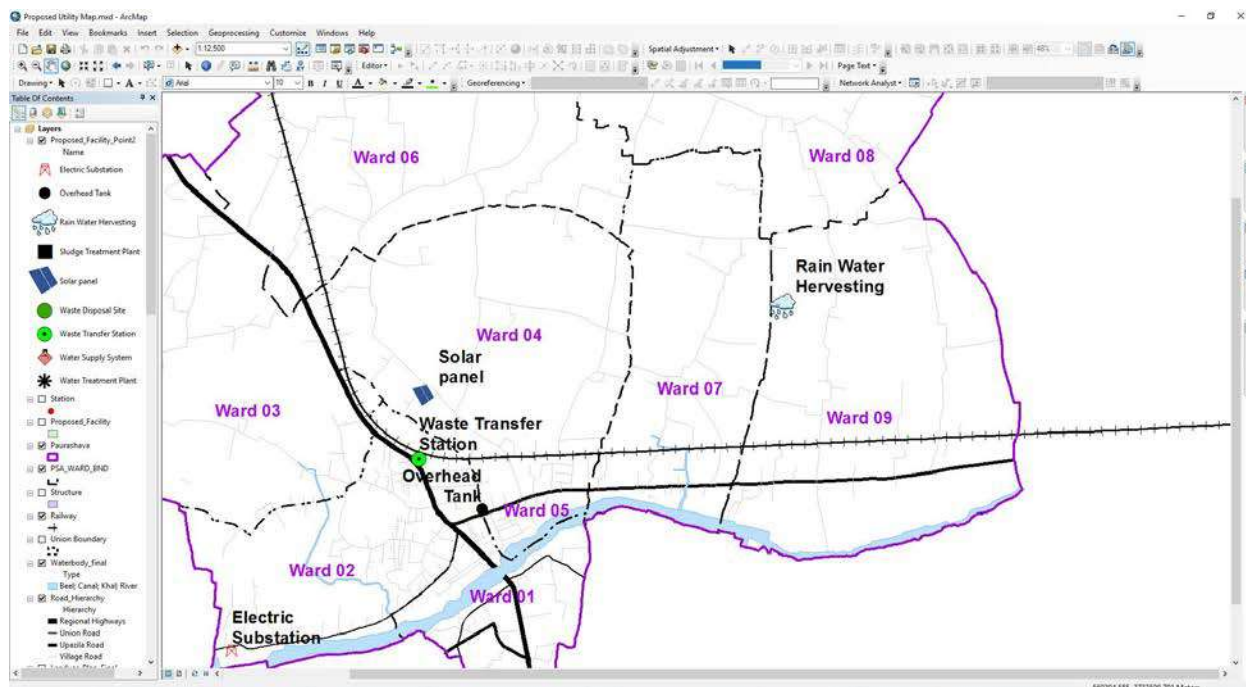 Proposed Utility Map.mxd - ArcMap
File Edit View Bookmarks Insert Selection Geoprocessing Customize Windows Help
1:12,500
Spatial Adjustment
48%
Editor
Page Text
Drawing
Arial
10
B I U A
Georeferencing
Network Analyst
Table Of Contents
Layers
Proposed_Facility_Point2
Name
Electric Substation
Overhead Tank
Rain Water Hervesting
Sludge Treatment Plant
Solar panel
Waste Disposal Site
Waste Transfer Station
Water Supply System
Water Treatment Plant
Station
Proposed_Facility
Paurashava
PSA_WARD_BND
Structure
Railway
Union Boundary
Waterbody_final
Type
Beel; Canal; Khal; River
Road_Hierarchy
Hierarchy
Regional Highways
Union Road
Upazila Road
Village Road
Ward 06
Ward 08
Rain Water
Hervesting
Ward 04
Solar
panel
Ward 07
Ward 03
Ward 09
Waste Transfer
Station
Overhead
Tank
Ward 05
Ward 02
Ward 01
Electric
Substation